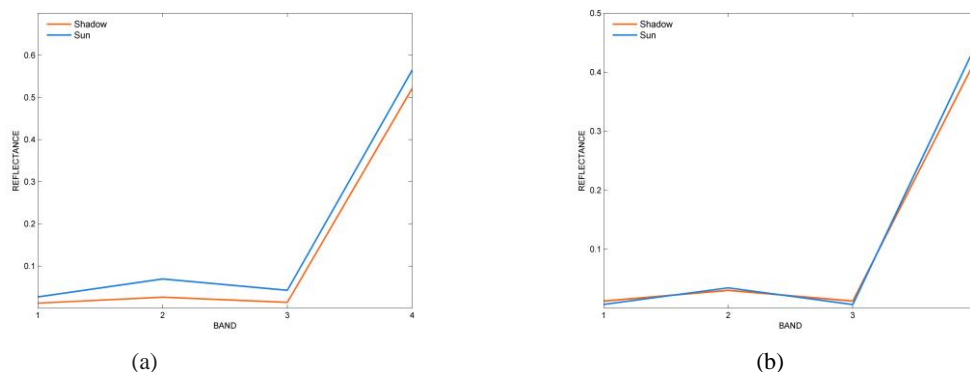 Shadow
Sun
0.6
0.5
0.4
0.3
0.2
0.1
REFLECTANCE
1 2 3 4
BAND
(a)
0.5
Shadow
Sun
0.4
0.3
0.2
0.1
REFLECTANCE
1 2 3
BAND
(b)